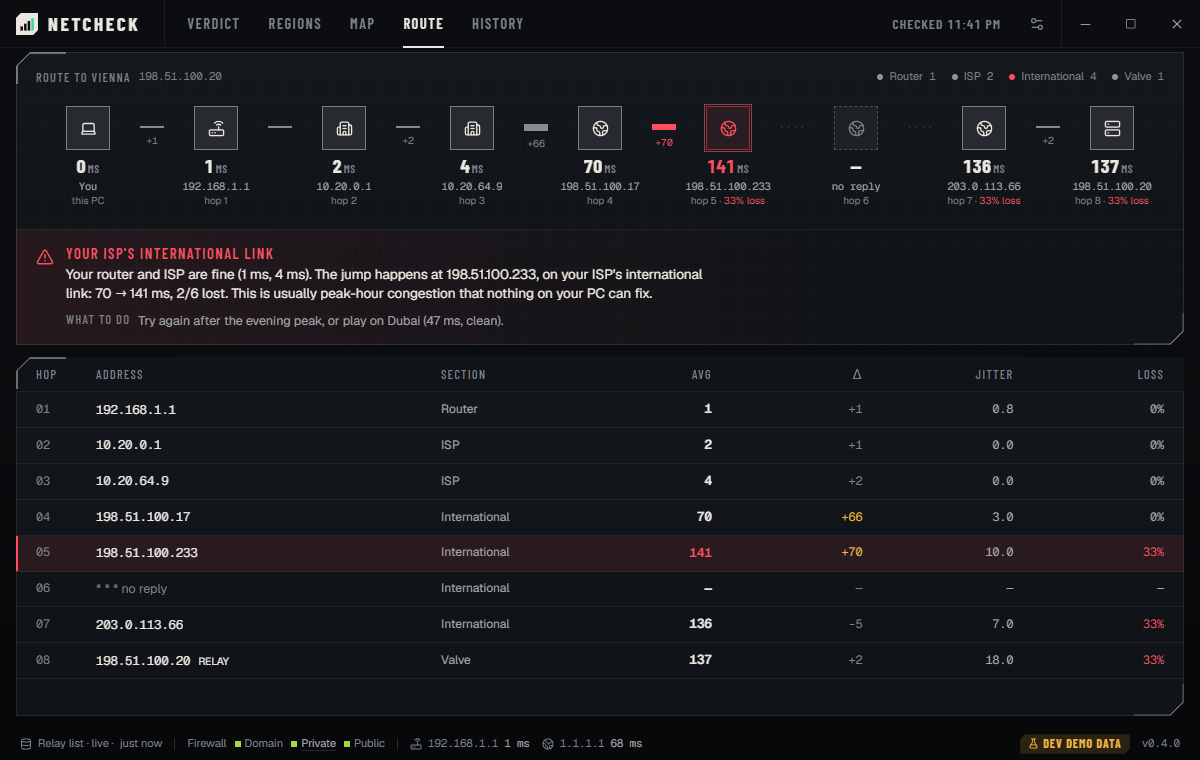 NETCHECK VERDICT REGIONS MAP ROUTE HISTORY CHECKED 11:41 PM
ROUTE TO VIENNA 198.51.100.20 Router 1 ISP 2 International 4 Valve 1
+1 +2 +66 +70 +2
0 MS 1 MS 2 MS 4 MS 70 MS 141 MS – 136 MS 137 MS
You 192.168.1.1 10.20.0.1 10.20.64.9 198.51.100.17 198.51.100.233 no reply 203.0.113.66 198.51.100.20
this PC hop 1 hop 2 hop 3 hop 4 hop 5 · 33% loss hop 6 hop 7 · 33% loss hop 8 · 33% loss
YOUR ISP'S INTERNATIONAL LINK
Your router and ISP are fine (1 ms, 4 ms). The jump happens at 198.51.100.233, on your ISP's international
link: 70 → 141 ms, 2/6 lost. This is usually peak-hour congestion that nothing on your PC can fix.
WHAT TO DO Try again after the evening peak, or play on Dubai (47 ms, clean).
HOP ADDRESS SECTION AVG Δ JITTER LOSS
01 192.168.1.1 Router 1 +1 0.8 0%
02 10.20.0.1 ISP 2 +1 0.0 0%
03 10.20.64.9 ISP 4 +2 0.0 0%
04 198.51.100.17 International 70 +66 3.0 0%
05 198.51.100.233 International 141 +70 10.0 33%
06 * * * no reply International – – – –
07 203.0.113.66 International 136 -5 7.0 33%
08 198.51.100.20 RELAY Valve 137 +2 18.0 33%
Relay list · live · just now Firewall Domain Private Public 192.168.1.1 1 ms 1.1.1.1 68 ms DEV DEMO DATA v0.4.0